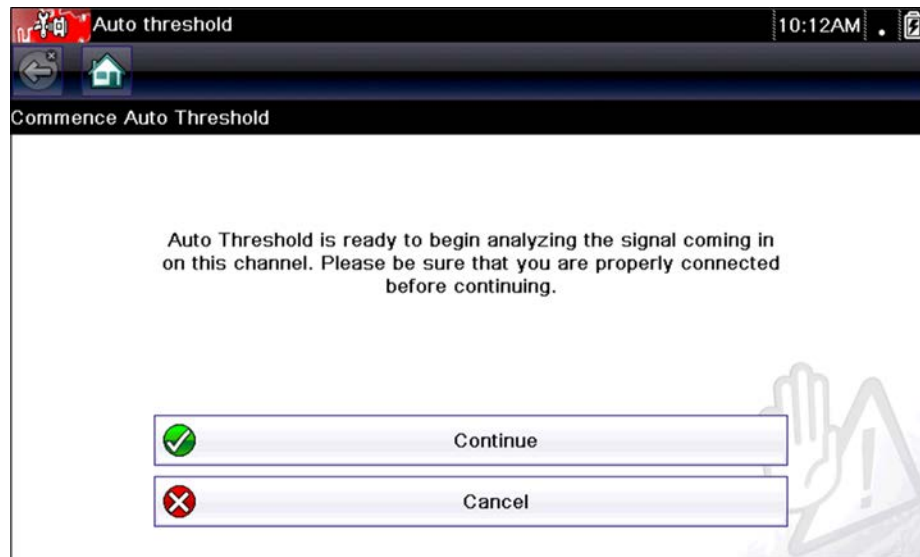 Auto threshold
10:12AM
Commence Auto Threshold
Auto Threshold is ready to begin analyzing the signal coming in
on this channel. Please be sure that you are properly connected
before continuing.
Continue
Cancel